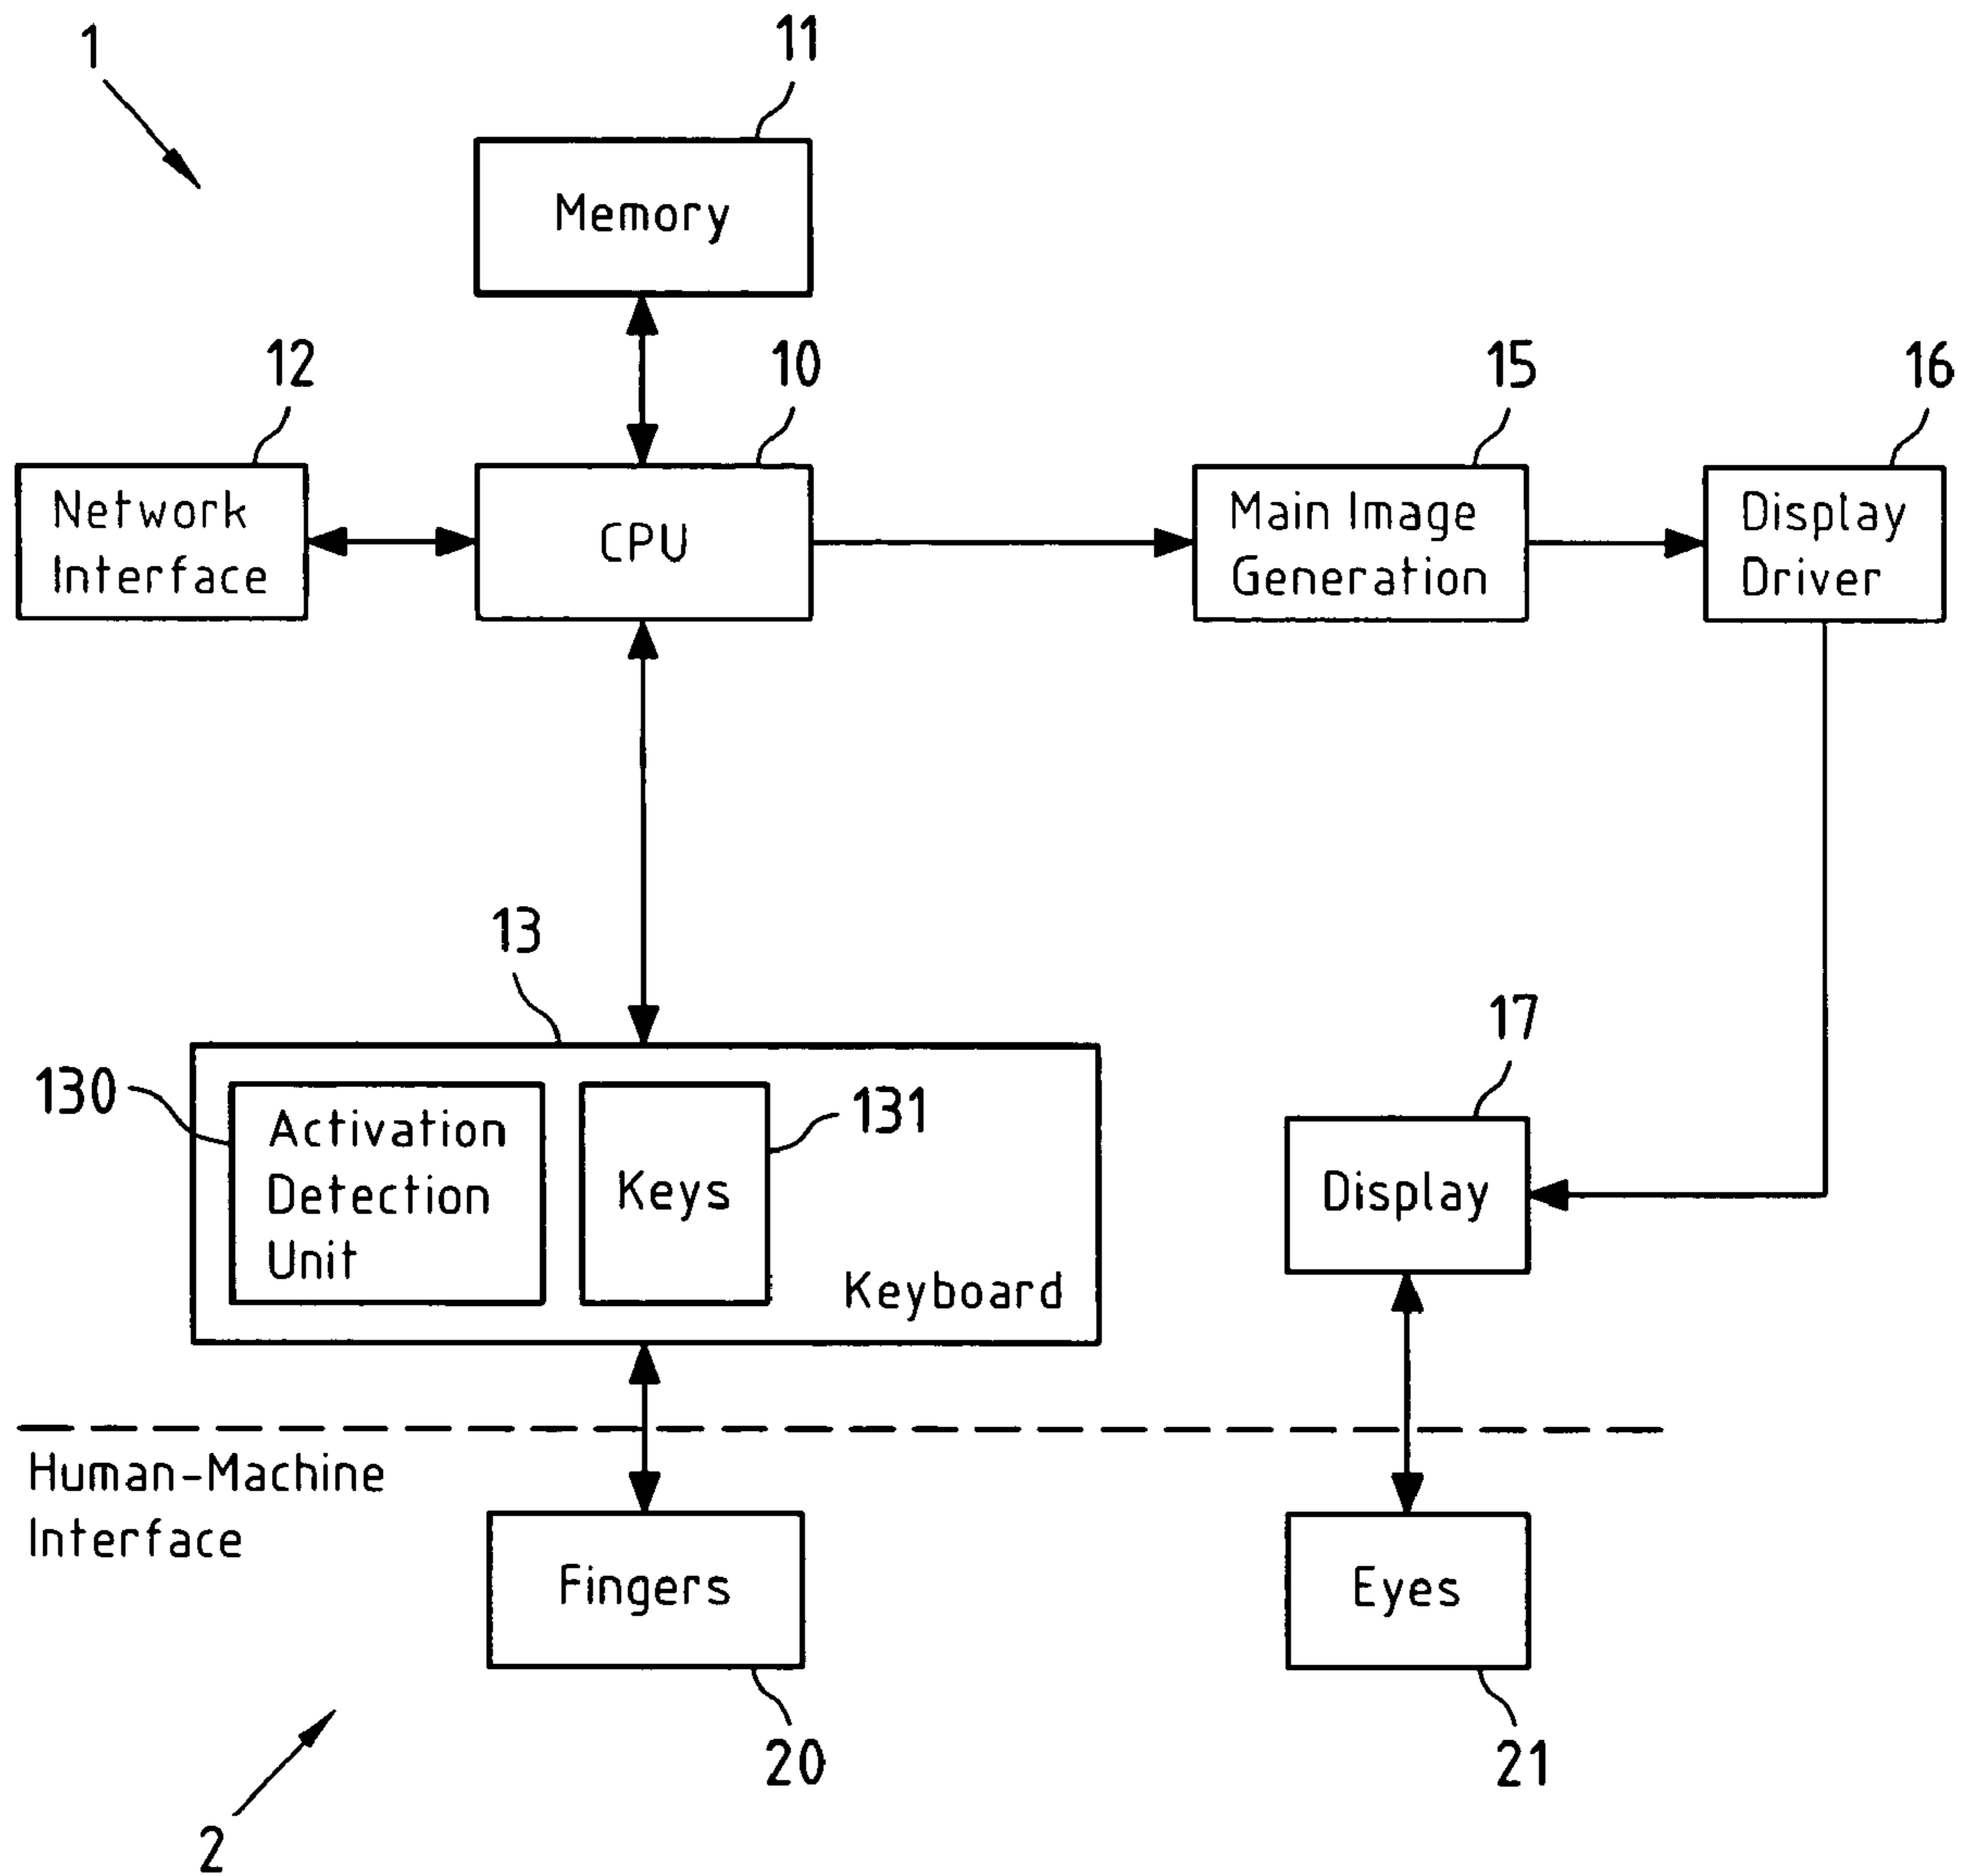 1
11
Memory
12
10
15
16
Network
Interface
CPU
Main Image
Generation
Display
Driver
13
130
Activation
Detection
Unit
Keys
131
Keyboard
17
Display
Human-Machine
Interface
Fingers
Eyes
20
21
2